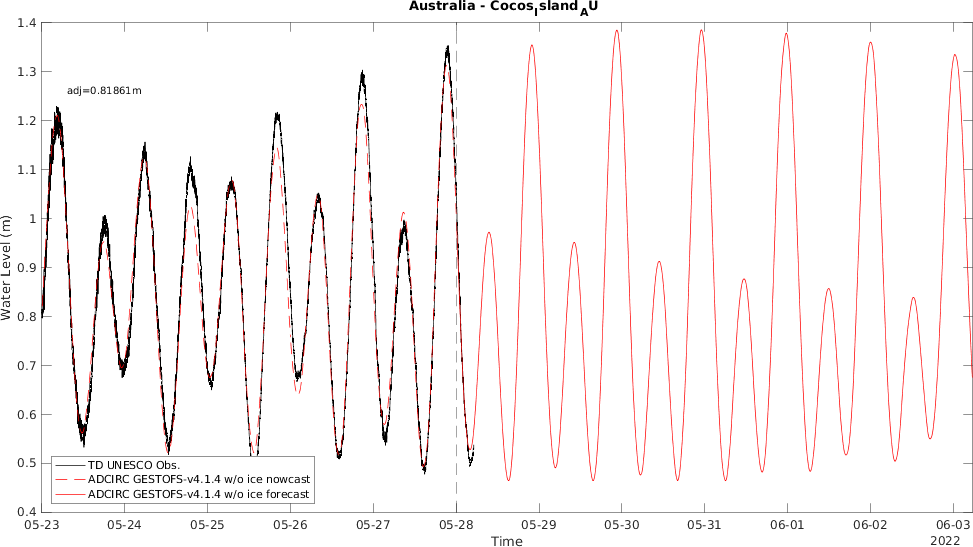 Australia - Cocos_Island_AU
1.4
1.3
1.2
1.1
1
0.9
0.8
0.7
0.6
0.5
0.4
Water Level (m)
adj=0.81861m
TD UNESCO Obs.
ADCIRC GESTOFS-v4.1.4 w/o ice nowcast
ADCIRC GESTOFS-v4.1.4 w/o ice forecast
05-23 05-24 05-25 05-26 05-27 05-28 05-29 05-30 05-31 06-01 06-02 06-03
Time
2022